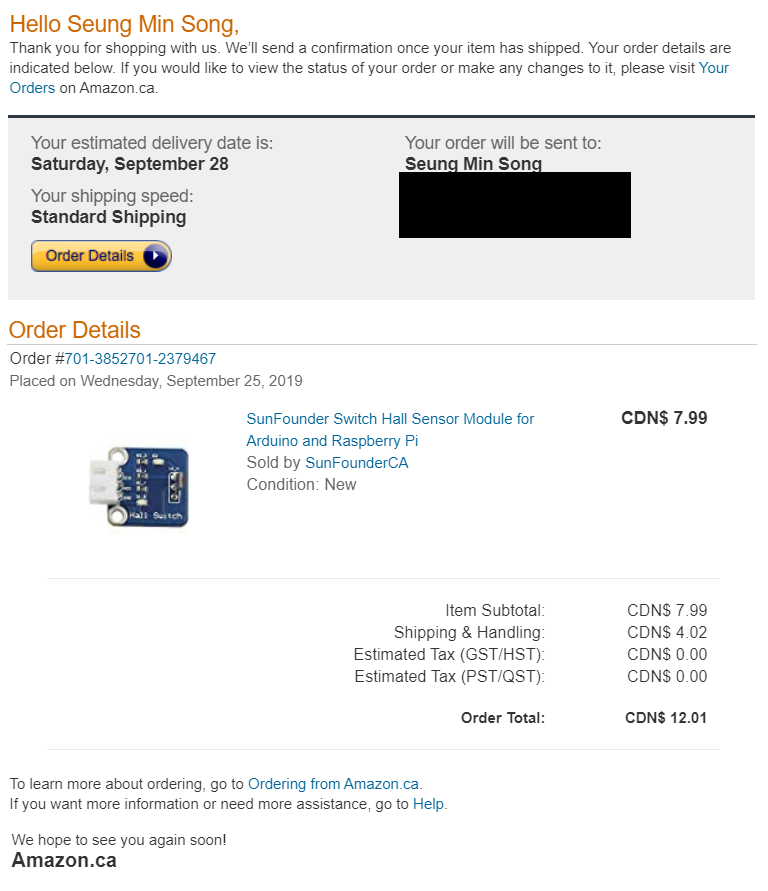 Hello Seung Min Song,
Thank you for shopping with us. We'll send a confirmation once your item has shipped. Your order details are
indicated below. If you would like to view the status of your order or make any changes to it, please visit Your
Orders on Amazon.ca.
Your estimated delivery date is:
Saturday, September 28
Your shipping speed:
Standard Shipping
Order Details
Your order will be sent to:
Seung Min Song
Order Details
Order #701-3852701-2379467
Placed on Wednesday, September 25, 2019
SunFounder Switch Hall Sensor Module for
Arduino and Raspberry Pi
Sold by SunFounderCA
Condition: New
CDN$ 7.99
Hall Switch
Item Subtotal: CDN$ 7.99
Shipping & Handling: CDN$ 4.02
Estimated Tax (GST/HST): CDN$ 0.00
Estimated Tax (PST/QST): CDN$ 0.00
Order Total: CDN$ 12.01
To learn more about ordering, go to Ordering from Amazon.ca.
If you want more information or need more assistance, go to Help.
We hope to see you again soon!
Amazon.ca